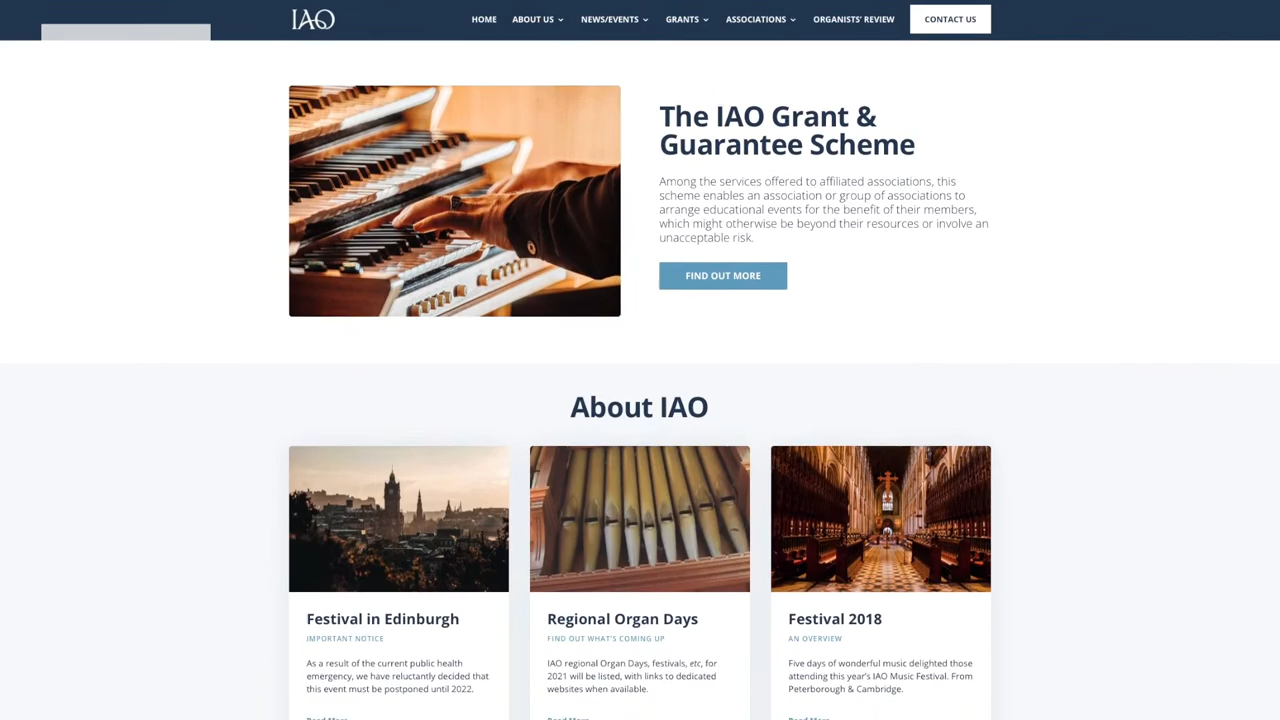 IAO
HOME ABOUT US NEWS/EVENTS GRANTS ASSOCIATIONS ORGANISTS' REVIEW CONTACT US
The IAO Grant &
Guarantee Scheme
Among the services offered to affiliated associations, this
scheme enables an association or group of associations to
arrange educational events for the benefit of their members,
which might otherwise be beyond their resources or involve an
unacceptable risk.
FIND OUT MORE
About IAO
Festival in Edinburgh
IMPORTANT NOTICE
As a result of the current public health
emergency, we have reluctantly decided that
this event must be postponed until 2022.
Read More
Regional Organ Days
FIND OUT WHAT'S COMING UP
IAO regional Organ Days, festivals, etc, for
2021 will be listed, with links to dedicated
websites when available.
Read More
Festival 2018
AN OVERVIEW
Five days of wonderful music delighted those
attending this year's IAO Music Festival. From
Peterborough & Cambridge.
Read More